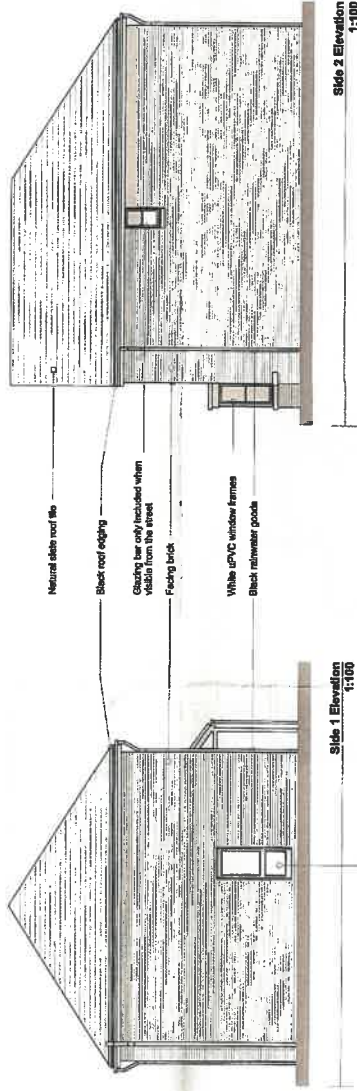 Natural slate roof tile
Black roof edging
Glazing bar only included when
visible from the street
Facing brick
White uPVC window frames
Black rainwater goods
Side 1 Elevation
1:100
Side 2 Elevation
1:100